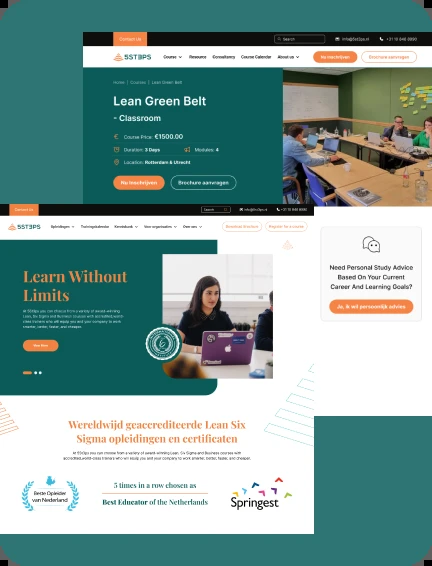 Contact Us
Search
info@5st3ps.nl
+31 10 848 8890
5ST3PS
Course
Resource
Consultancy
Course Calendar
About us
Nu inschrijven
Brochure aanvragen
Home | Courses | Lean Green Belt
Lean Green Belt
- Classroom
Course Price: €1500.00
Duration: 3 Days
Modules: 4
Location: Rotterdam & Utrecht
Nu inschrijven
Brochure aanvragen
Contact Us
Search
info@5st3ps.nl
+31 10 848 8890
5ST3PS
Opleidingen
Trainingskalender
Kennisbank
Voor organisaties
Over ons
Download brochure
Register for a course
Learn Without
Limits
At 5St3ps you can choose from a variety of award-winning
Lean, Six Sigma and Business courses with accredited, world-
class trainers who will equip you and your company to work
smarter, better, faster, and cheaper.
Need Personal Study Advice
Based On Your Current
Career And Learning Goals?
Ja, ik wil persoonlijk advies
Wereldwijd geaccrediteerde Lean Six
Sigma opleidingen en certificaten
At 5St3ps you can choose from a variety of award-winning Lean, Six Sigma and Business courses with
accredited, world-class trainers who will equip you and your company to work smarter, better, faster, and cheaper.
Beste Opleider
van Nederland
5 times in a row chosen as
Best Educator of the Netherlands
Springest